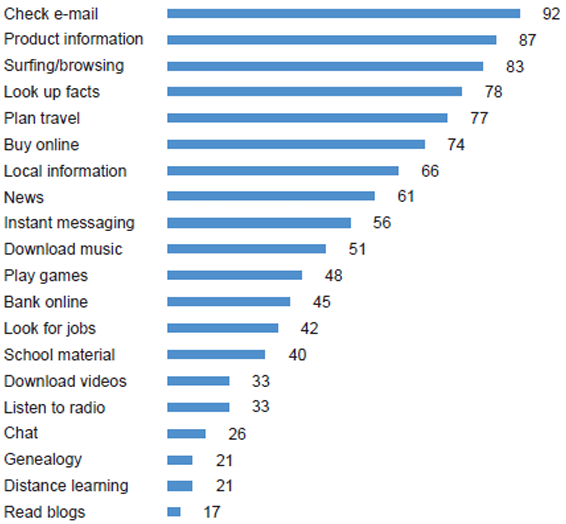 Check e-mail 92
Product information 87
Surfing/browsing 83
Look up facts 78
Plan travel 77
Buy online 74
Local information 66
News 61
Instant messaging 56
Download music 51
Play games 48
Bank online 45
Look for jobs 42
School material 40
Download videos 33
Listen to radio 33
Chat 26
Genealogy 21
Distance learning 21
Read blogs 17